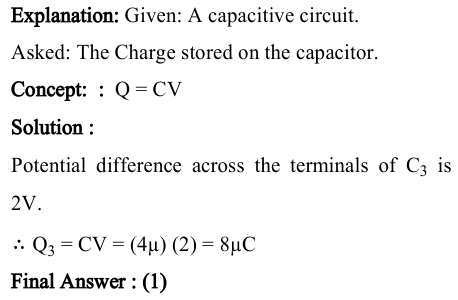 Explanation: Given: A capacitive circuit.
Asked: The Charge stored on the capacitor.
Concept: : Q = CV
Solution :
Potential difference across the terminals of C₃ is
2V.
∴ Q₃ = CV = (4μ) (2) = 8μC
Final Answer : (1)